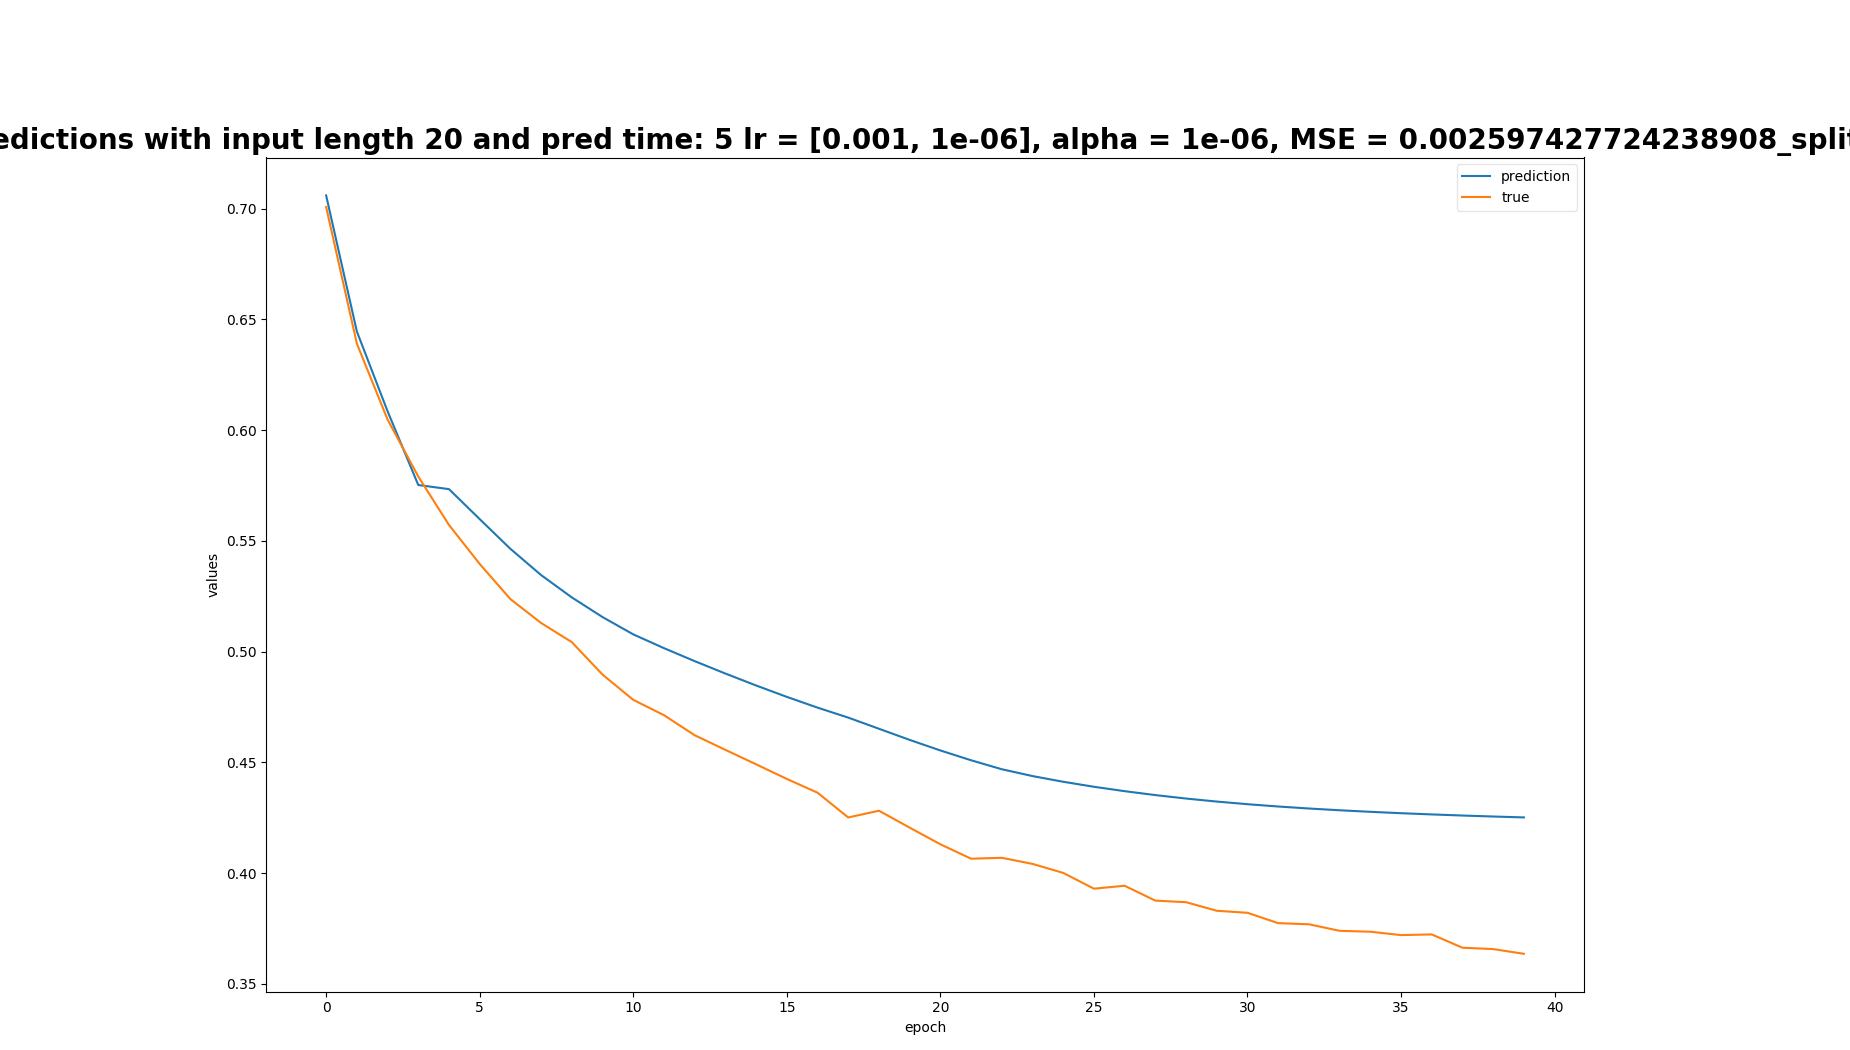 edictions with input length 20 and pred time: 5 lr = [0.001, 1e-06], alpha = 1e-06, MSE = 0.002597427724238908_split
prediction
true
0.70
0.65
0.60
0.55
0.50
0.45
0.40
0.35
values
0 5 10 15 20 25 30 35 40
epoch